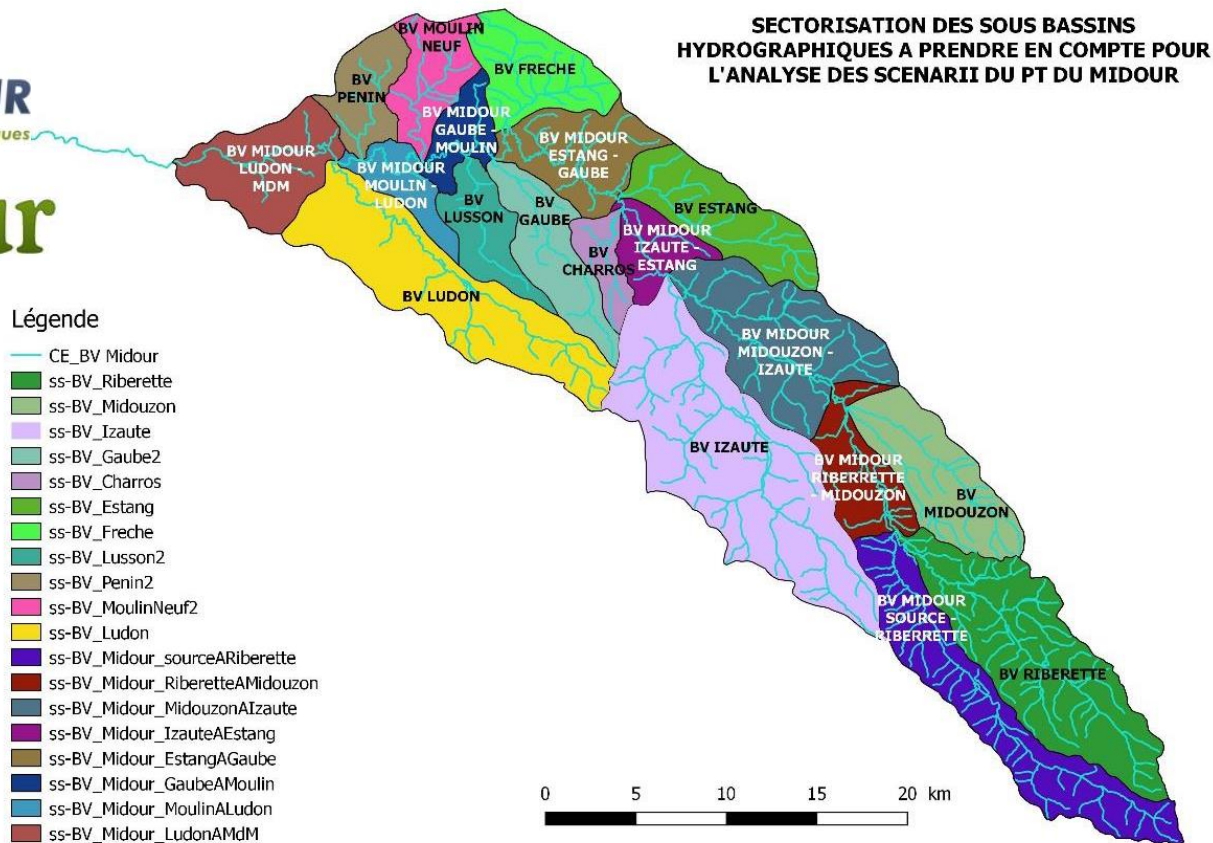 SECTORISATION DES SOUS BASSINS
HYDROGRAPHIQUES A PRENDRE EN COMPTE POUR
L'ANALYSE DES SCENARII DU PT DU MIDOUR
UR
ques
ur
BV MOULIN
NEUF
BV FRECHE
BV
PENIN
BV MIDOUR
GAUBE -
MOULIN
BV MIDOUR
ESTANG -
GAUBE
BV MIDOUR
LUDON -
MDM
BV MIDOUR
MOULIN -
LUDON
BV
LUSSON
BV
GAUBE
BV ESTANG
BV MIDOUR
IZAUTE -
ESTANG
BV
CHARROS
BV LUDON
BV MIDOUR
MIDOUZON -
IZAUTE
BV IZAUTE
BV MIDOUR
RIBERRETTE
- MIDOUZON
BV
MIDOUZON
BV MIDOUR
SOURCE -
RIBERRETTE
BV RIBERETTE
Légende
CE_BV Midour
ss-BV_Riberette
ss-BV_Midouzon
ss-BV_Izaute
ss-BV_Gaube2
ss-BV_Charros
ss-BV_Estang
ss-BV_Freche
ss-BV_Lusson2
ss-BV_Penin2
ss-BV_MoulinNeuf2
ss-BV_Ludon
ss-BV_Midour_sourceARiberette
ss-BV_Midour_RiberetteAMidouzon
ss-BV_Midour_MidouzonAIzaute
ss-BV_Midour_IzauteAEstang
ss-BV_Midour_EstangAGaube
ss-BV_Midour_GaubeAMoulin
ss-BV_Midour_MoulinALudon
ss-BV_Midour_LudonAMdM
0 5 10 15 20 km